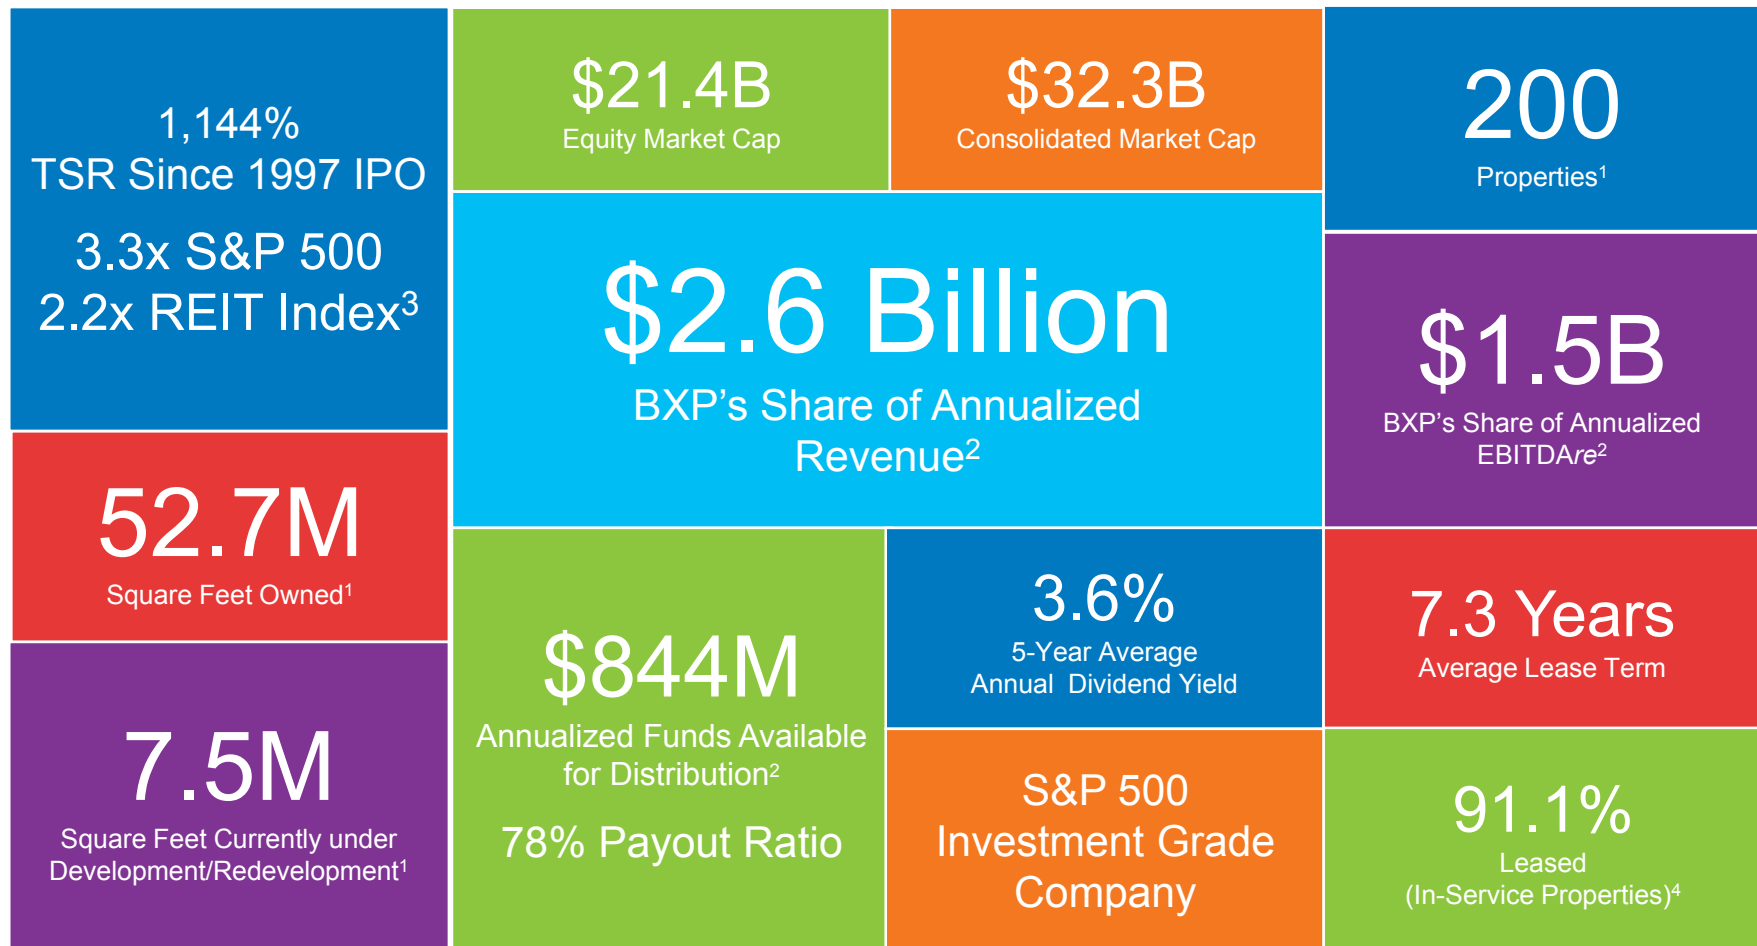 1,144%
TSR Since 1997 IPO
3.3x S&P 500
2.2x REIT Index³
$21.4B
Equity Market Cap
$32.3B
Consolidated Market Cap
200
Properties¹
$2.6 Billion
BXP’s Share of Annualized
Revenue²
$1.5B
BXP’s Share of Annualized
EBITDAre²
52.7M
Square Feet Owned¹
7.5M
Square Feet Currently under
Development/Redevelopment¹
$844M
Annualized Funds Available
for Distribution²
78% Payout Ratio
3.6%
5-Year Average
Annual Dividend Yield
S&P 500
Investment Grade
Company
7.3 Years
Average Lease Term
91.1%
Leased
(In-Service Properties)⁴